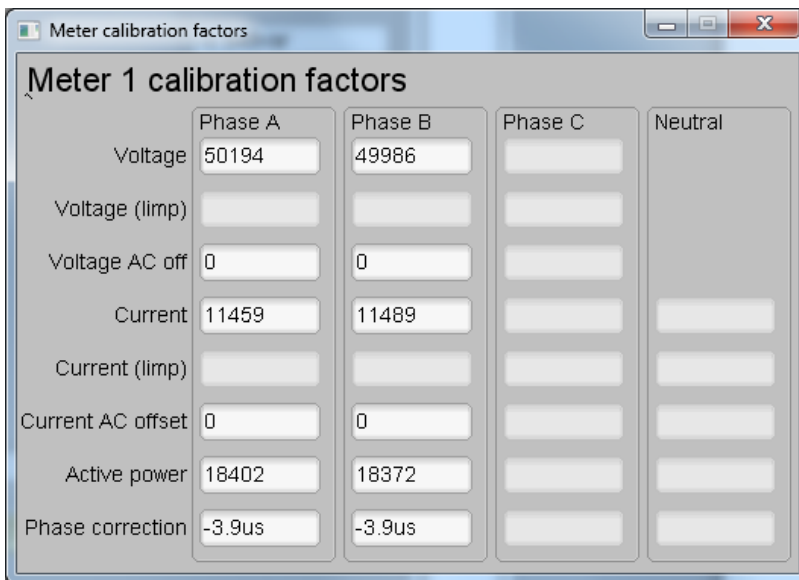 Meter calibration factors
Meter 1 calibration factors
Phase A Phase B Phase C Neutral
Voltage 50194 49986
Voltage (limp)
Voltage AC off 0 0
Current 11459 11489
Current (limp)
Current AC offset 0 0
Active power 18402 18372
Phase correction -3.9us -3.9us